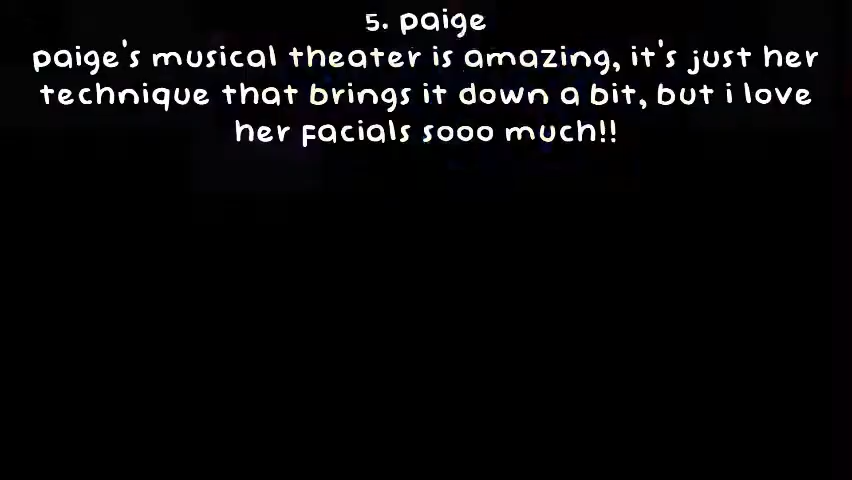 5. paige
paige's musical theater is amazing, it's just her
technique that brings it down a bit, but i love
her facials sooo much!!